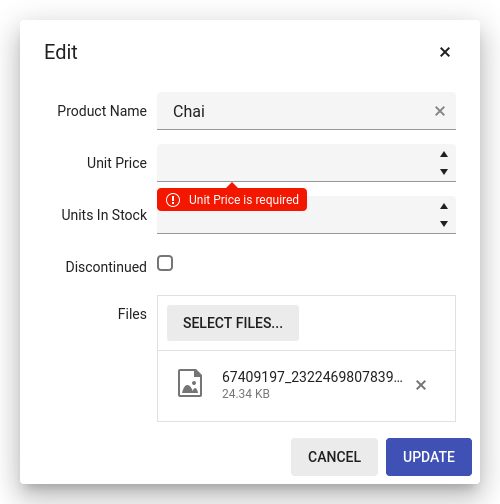 Edit
Product Name
Chai
Unit Price
Unit Price is required
Units In Stock
Discontinued
Files
SELECT FILES...
67409197_2322469807839...
24.34 KB
CANCEL
UPDATE